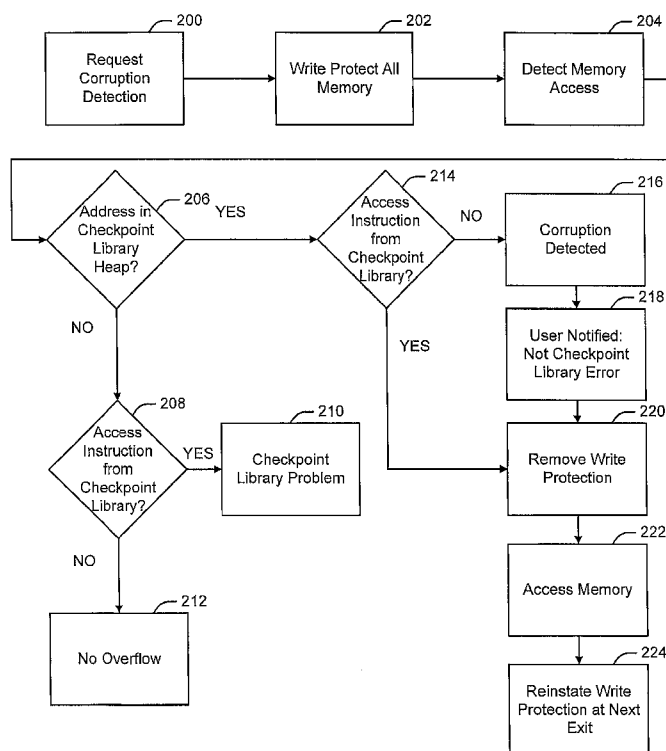 200
Request
Corruption
Detection
202
Write Protect All
Memory
204
Detect Memory
Access
206
Address in
Checkpoint
Library
Heap?
YES
NO
214
Access
Instruction
from
Checkpoint
Library?
NO
YES
216
Corruption
Detected
218
User Notified:
Not Checkpoint
Library Error
208
Access
Instruction
from
Checkpoint
Library?
YES
NO
210
Checkpoint
Library Problem
220
Remove Write
Protection
222
Access Memory
212
No Overflow
224
Reinstate Write
Protection at Next
Exit